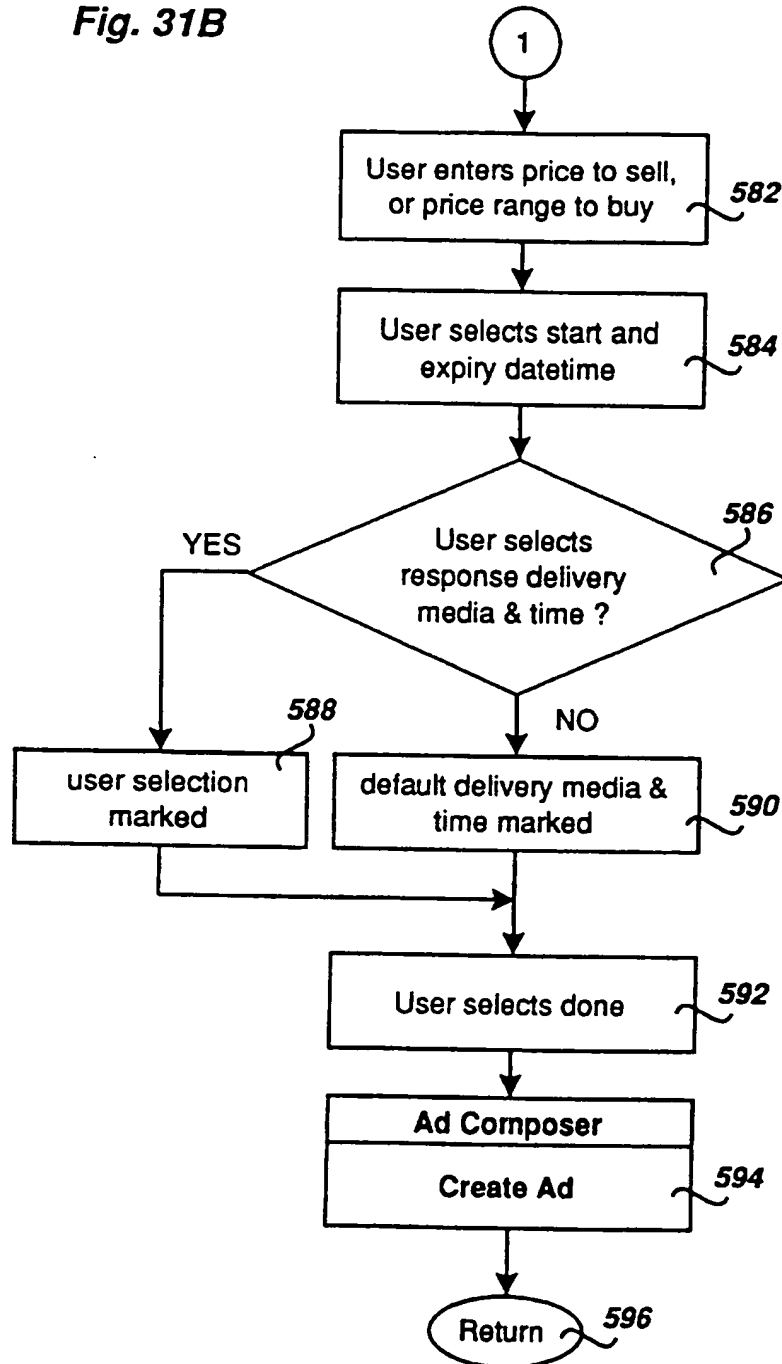 Fig. 31B
1
User enters price to sell,
or price range to buy
582
User selects start and
expiry datetime
584
586
YES
User selects
response delivery
media & time ?
588
NO
user selection
marked
default delivery media &
time marked
590
User selects done
592
Ad Composer
Create Ad
594
Return
596